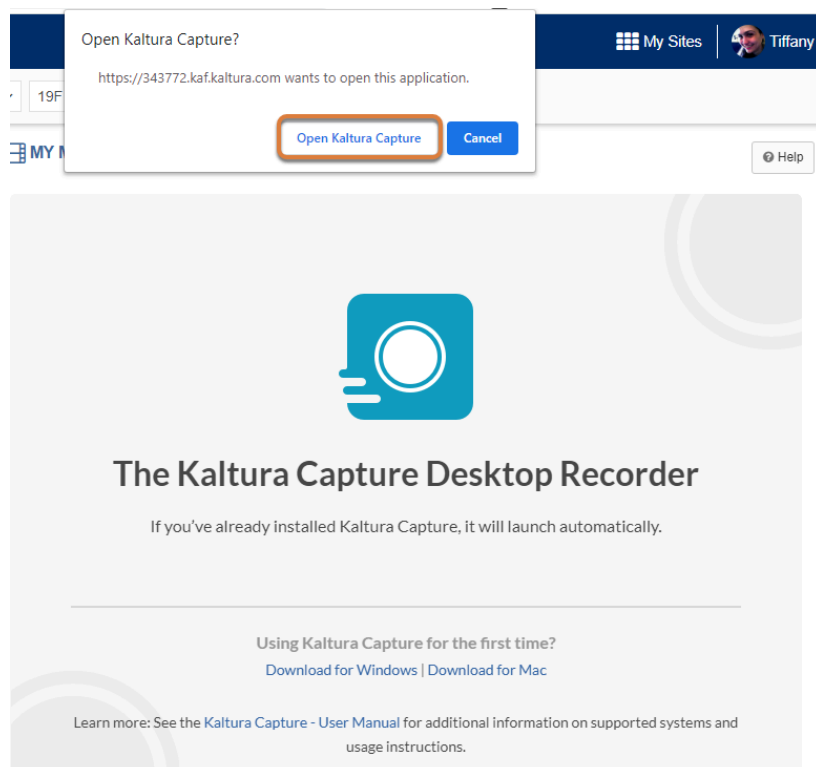 Open Kaltura Capture?
https://343772.kaf.kaltura.com wants to open this application.
Open Kaltura Capture Cancel
My Sites Tiffany
19F
MY
Help
The Kaltura Capture Desktop Recorder
If you've already installed Kaltura Capture, it will launch automatically.
Using Kaltura Capture for the first time?
Download for Windows | Download for Mac
Learn more: See the Kaltura Capture - User Manual for additional information on supported systems and
usage instructions.